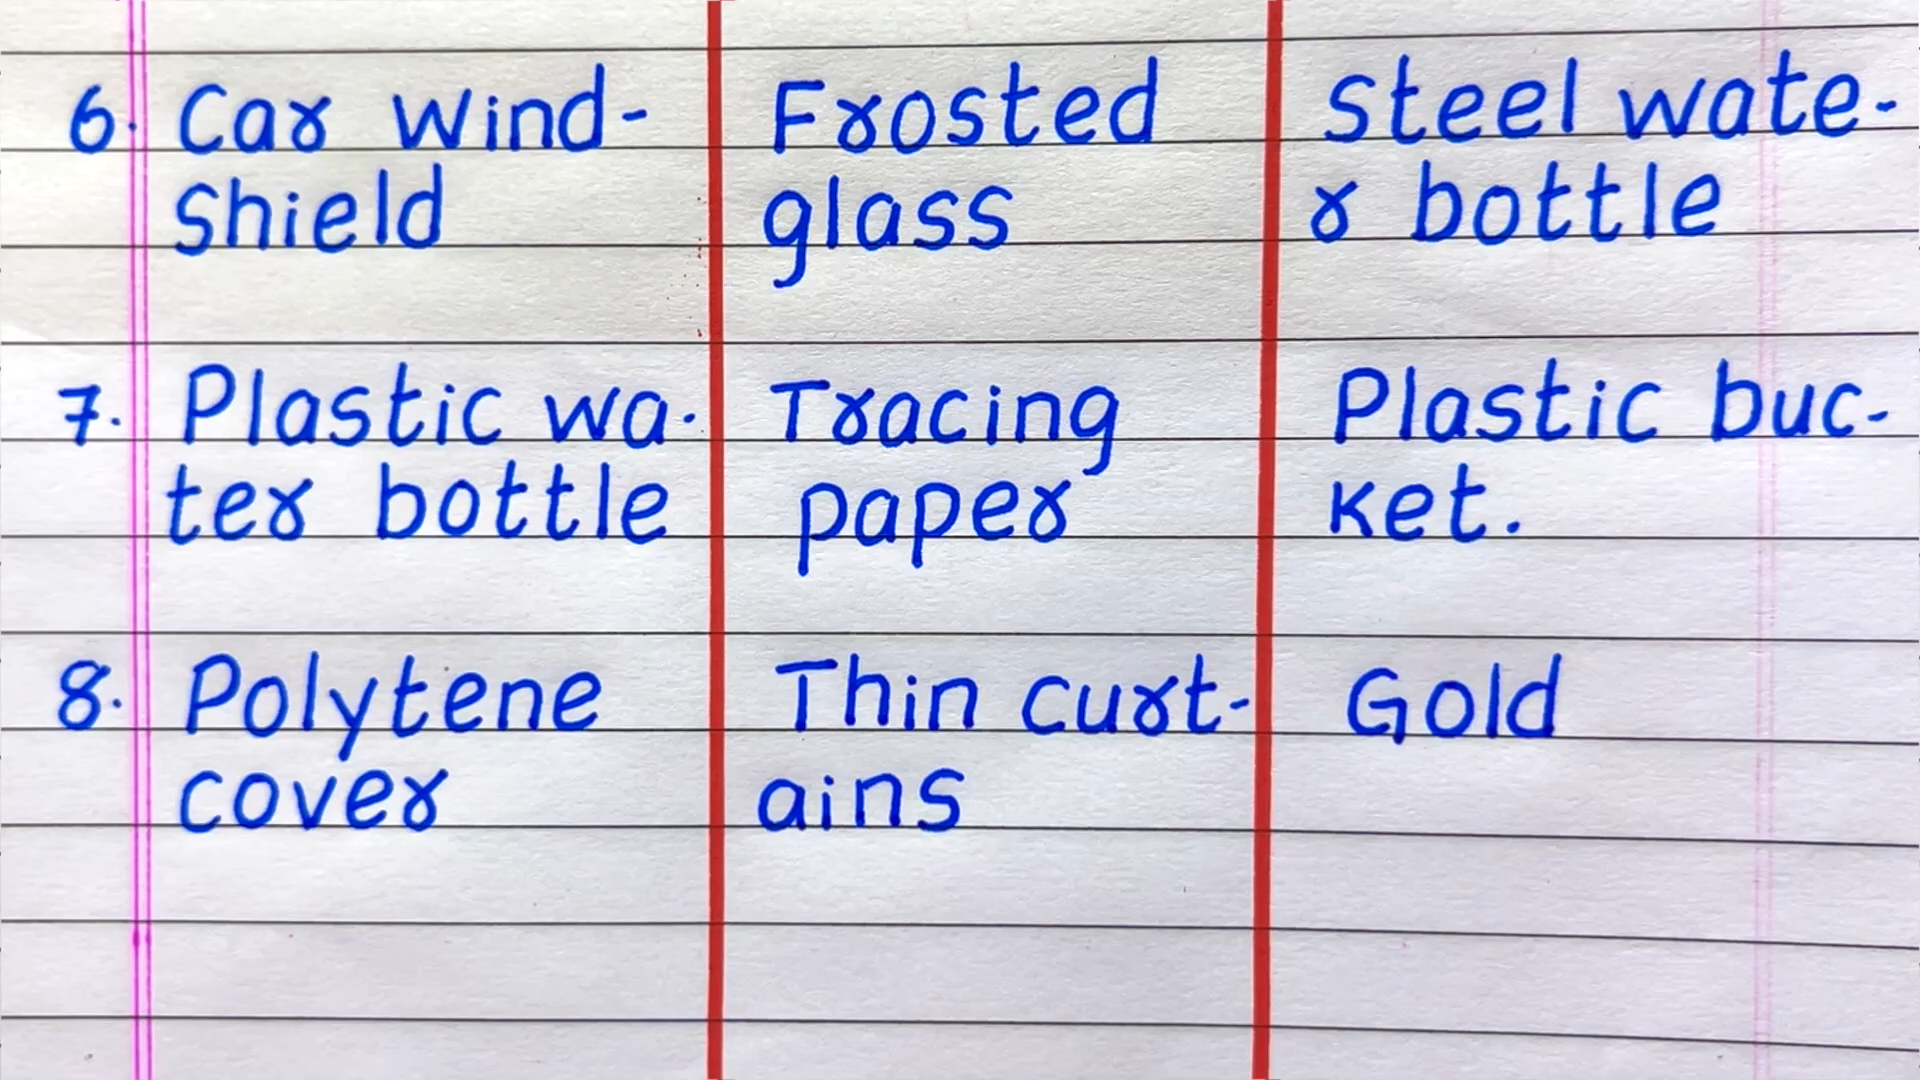 6. Car Wind- Frosted Steel wate-
Shield glass r bottle
7. Plastic wa- Tracing Plastic buc-
ter bottle paper ket.
8. Polytene Thin curt- Gold
cover ains